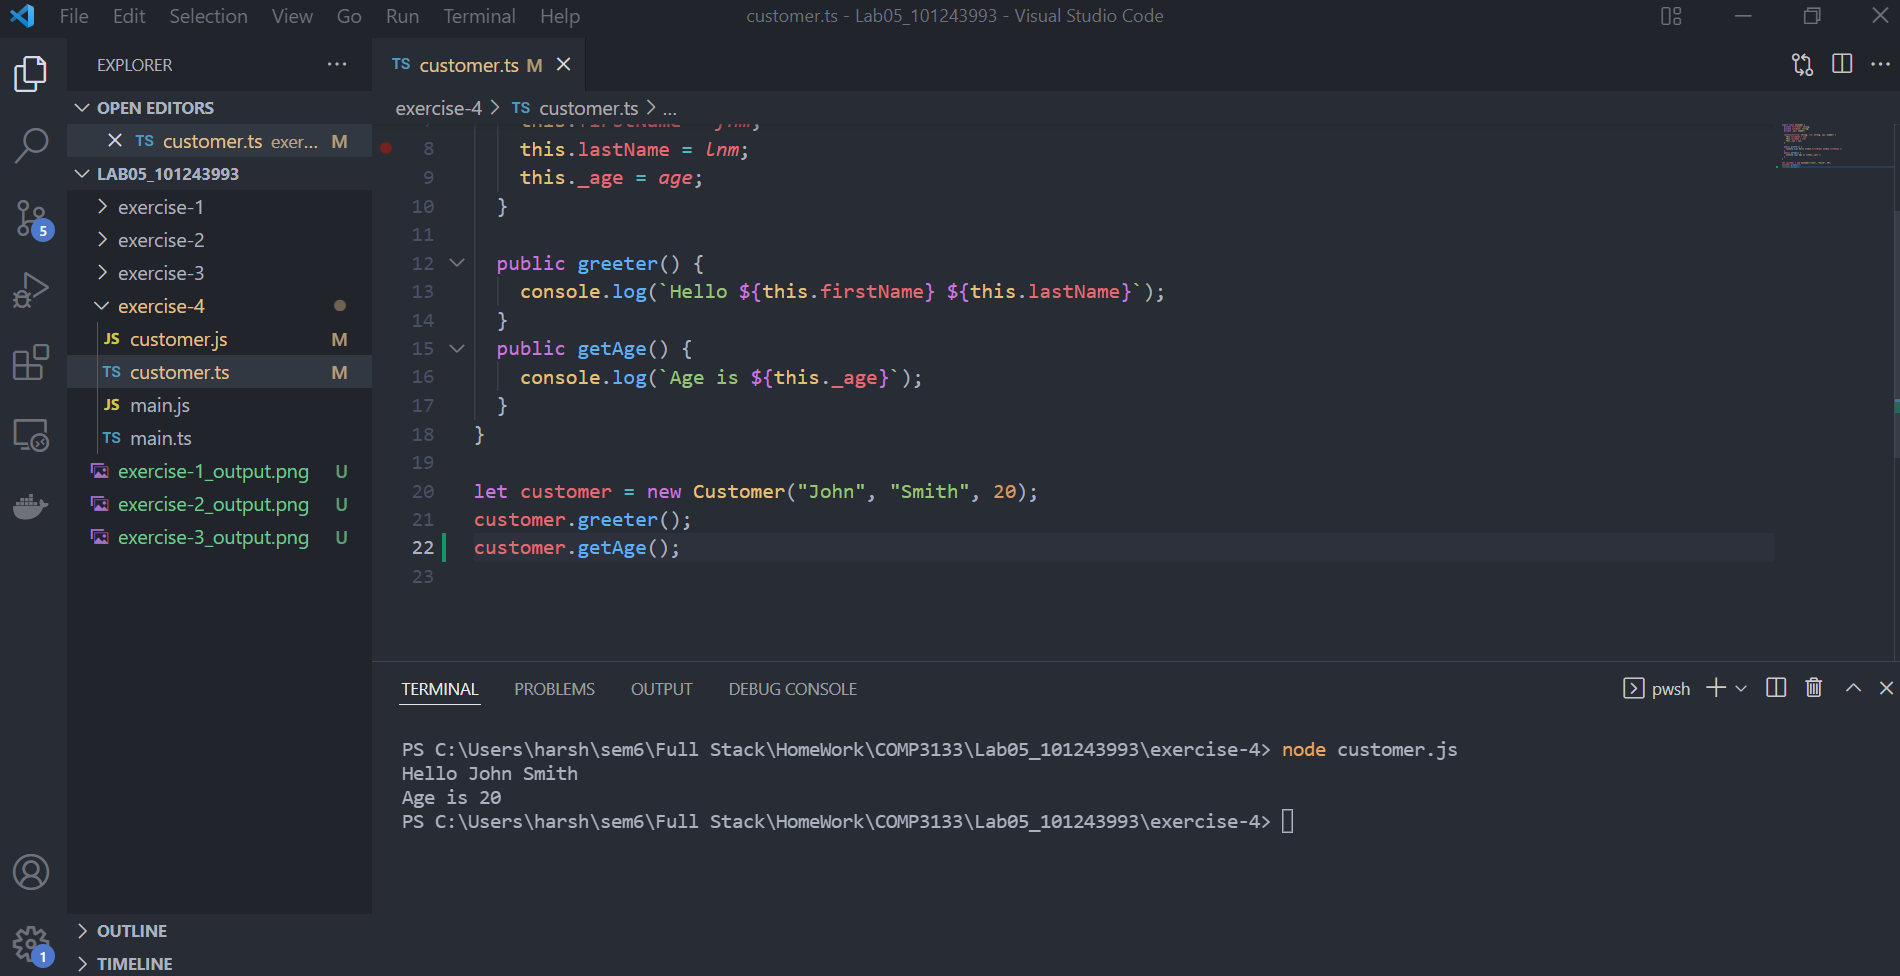 File Edit Selection View Go Run Terminal Help
customer.ts - Lab05_101243993 - Visual Studio Code
EXPLORER
OPEN EDITORS
TS customer.ts exer... M
LAB05_101243993
exercise-1
exercise-2
exercise-3
exercise-4
JS customer.js M
TS customer.ts M
JS main.js
TS main.ts
exercise-1_output.png U
exercise-2_output.png U
exercise-3_output.png U
OUTLINE
TIMELINE
5
1
TS customer.ts M
exercise-4 > TS customer.ts > ...
this.firstName = fnm;
8 this.lastName = lnm;
9 this._age = age;
10 }
11
12 public greeter() {
13 console.log(`Hello ${this.firstName} ${this.lastName}`);
14 }
15 public getAge() {
16 console.log(`Age is ${this._age}`);
17 }
18 }
19
20 let customer = new Customer("John", "Smith", 20);
21 customer.greeter();
22 customer.getAge();
23
TERMINAL PROBLEMS OUTPUT DEBUG CONSOLE
pwsh
PS C:\Users\harsh\sem6\Full Stack\HomeWork\COMP3133\Lab05_101243993\exercise-4> node customer.js
Hello John Smith
Age is 20
PS C:\Users\harsh\sem6\Full Stack\HomeWork\COMP3133\Lab05_101243993\exercise-4>